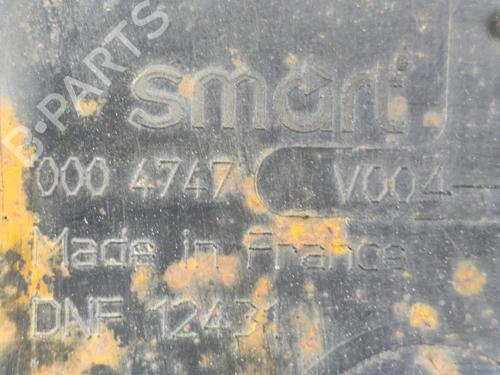 B-PARTS
smart
000 4747 V004
Made in France
DNF 12431